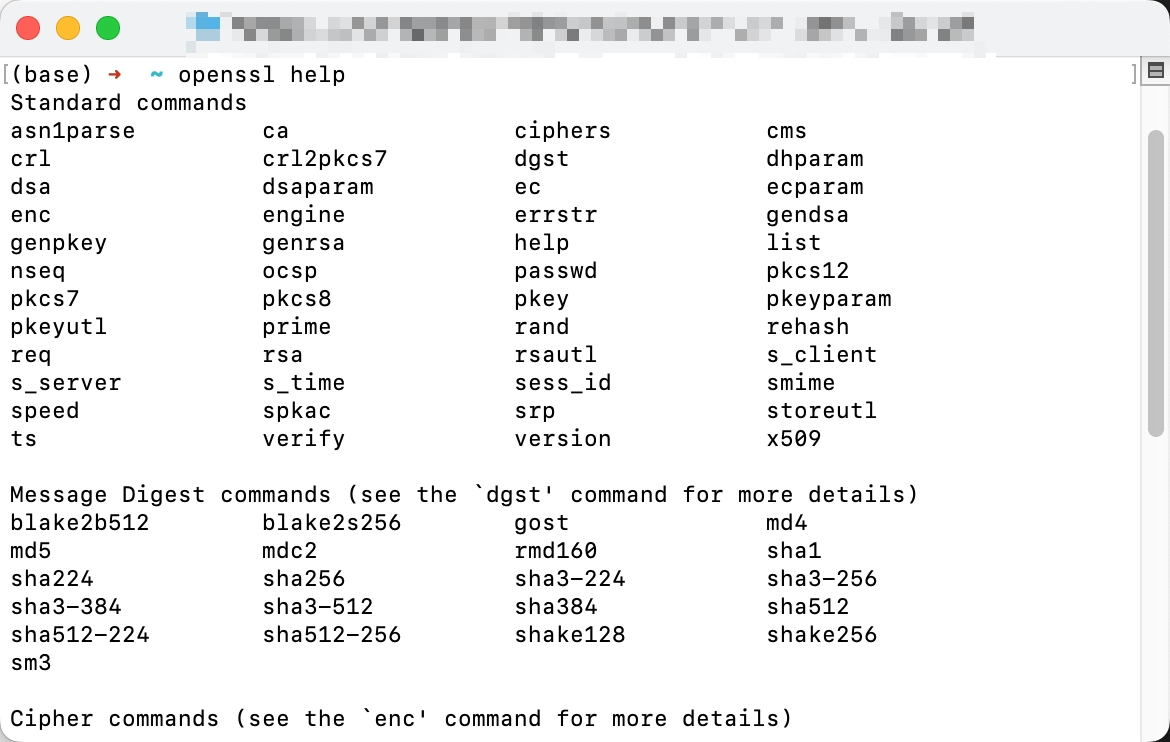 (base) ➜ ~ openssl help
Standard commands
asn1parse ca ciphers cms
crl crl2pkcs7 dgst dhparam
dsa dsaparam ec ecparam
enc engine errstr gendsa
genpkey genrsa help list
nseq ocsp passwd pkcs12
pkcs7 pkcs8 pkey pkeyparam
pkeyutl prime rand rehash
req rsa rsautl s_client
s_server s_time sess_id smime
speed spkac srp storeutl
ts verify version x509
Message Digest commands (see the `dgst' command for more details)
blake2b512 blake2s256 gost md4
md5 mdc2 rmd160 sha1
sha224 sha256 sha3-224 sha3-256
sha3-384 sha3-512 sha384 sha512
sha512-224 sha512-256 shake128 shake256
sm3
Cipher commands (see the `enc' command for more details)